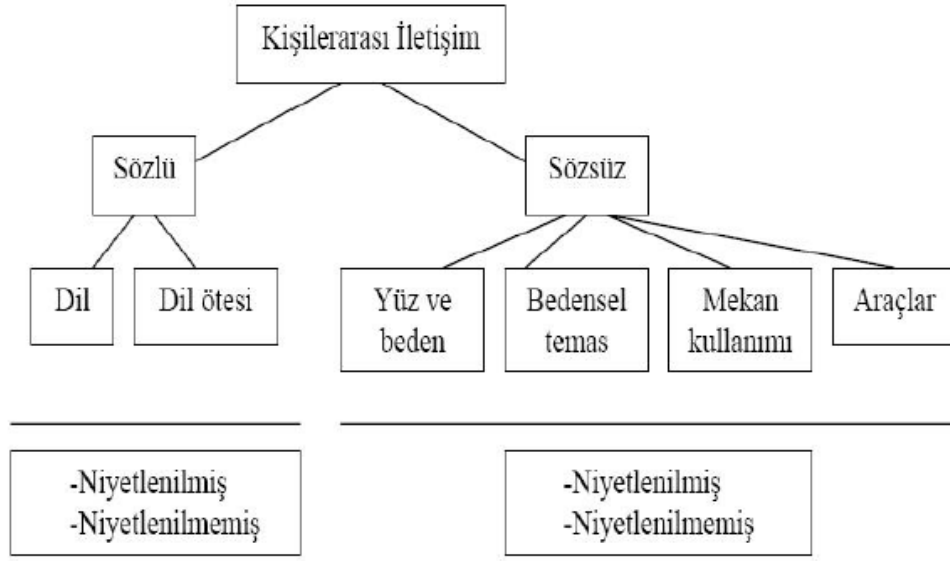 Kişilerarası İletişim
Sözlü
Sözsüz
Dil
Dil ötesi
Yüz ve
beden
Bedensel
temas
Mekan
kullanımı
Araçlar
-Niyetlenilmiş
-Niyetlenilmemiş
-Niyetlenilmiş
-Niyetlenilmemiş